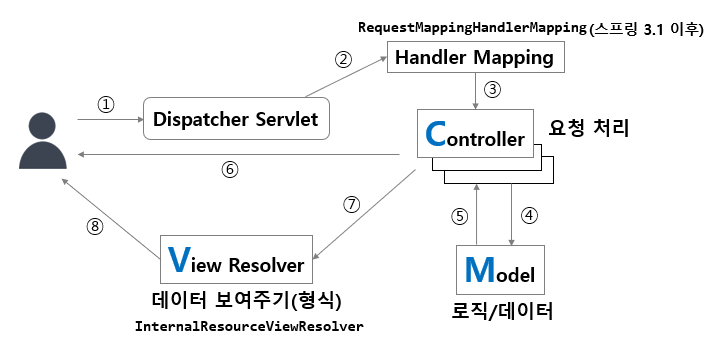 RequestMappingHandlerMapping(스프링 3.1 이후)
② Handler Mapping
③
① Dispatcher Servlet
Controller 요청 처리
⑥
⑦ ⑤ ④
⑧
View Resolver
Model
데이터 보여주기(형식)
로직/데이터
InternalResourceViewResolver